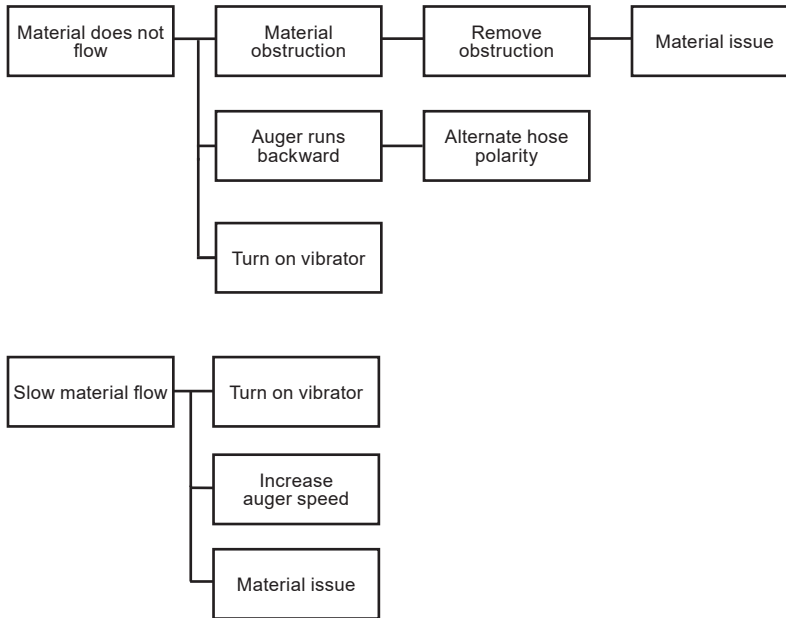 Material does not
flow
Material
obstruction
Remove
obstruction
Material issue
Auger runs
backward
Alternate hose
polarity
Turn on vibrator
Slow material flow
Turn on vibrator
Increase
auger speed
Material issue